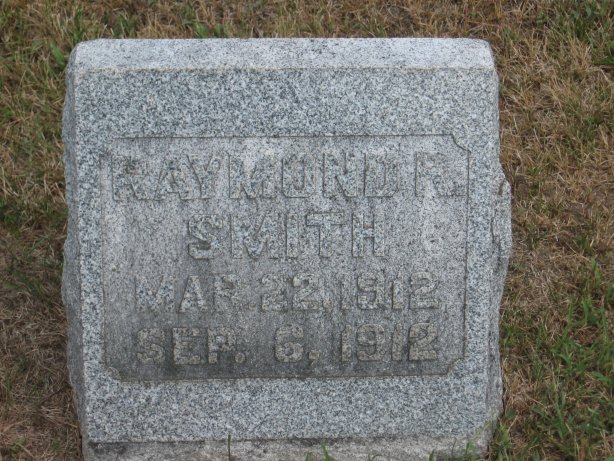 RAYMOND R.
SMITH
MAR. 22, 1912,
SEP. 6, 1912